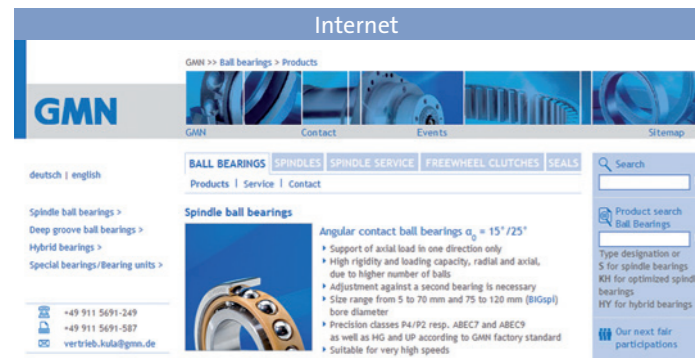 Internet
GMN >> Ball bearings > Products
GMN
GMN Contact Events Sitemap
deutsch | english
BALL BEARINGS SPINDLES SPINDLE SERVICE FREEWHEEL CLUTCHES SEALS
Products | Service | Contact
Spindle ball bearings >
Deep groove ball bearings >
Hybrid bearings >
Special bearings/Bearing units >
+49 911 5691-249
+49 911 5691-587
vertrieb.kula@gmn.de
Spindle ball bearings
Angular contact ball bearings α₀ = 15°/25°
Support of axial load in one direction only
High rigidity and loading capacity, radial and axial,
due to higher number of balls
Adjustment against a second bearing is necessary
Size range from 5 to 70 mm and 75 to 120 mm (BIGspi)
bore diameter
Precision classes P4/P2 resp. ABEC7 and ABEC9
as well as HG and UP according to GMN factory standard
Suitable for very high speeds
Search
Product search
Ball Bearings
Type designation or
S for spindle bearings
KH for optimized spindl
bearings
HY for hybrid bearings
Our next fair
participations